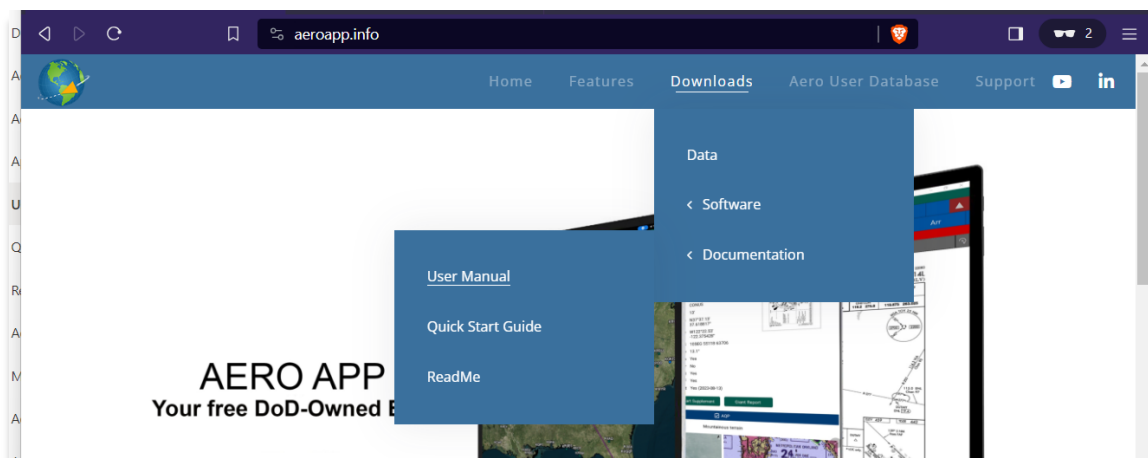 aeroapp.info
2
Home
Features
Downloads
Aero User Database
Support
in
Data
< Software
< Documentation
User Manual
Quick Start Guide
ReadMe
AERO APP
Your free DoD-Owned E
Arr